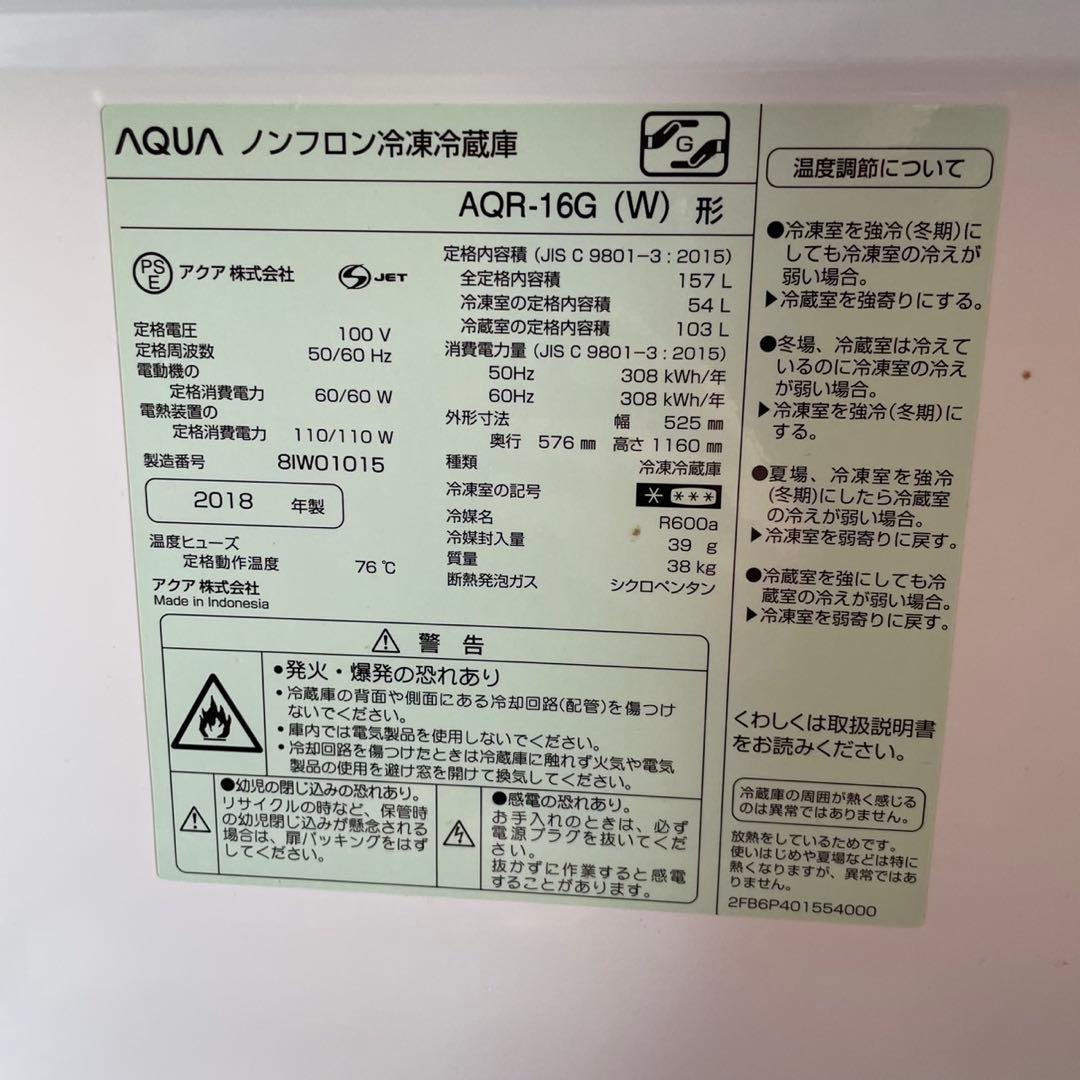 AQUA ノンフロン冷凍冷蔵庫
G
AQR-16G (W) 形
PS
E
アクア 株式会社
S JET
定格電圧 100 V
定格周波数 50/60 Hz
電動機の
定格消費電力 60/60 W
電熱装置の
定格消費電力 110/110 W
製造番号 8IW01015
2018 年製
温度ヒューズ
定格動作温度 76 ℃
アクア 株式会社
Made in Indonesia
定格内容積 (JIS C 9801-3 : 2015)
全定格内容積 157 L
冷凍室の定格内容積 54 L
冷蔵室の定格内容積 103 L
消費電力量 (JIS C 9801-3 : 2015)
50Hz 308 kWh/年
60Hz 308 kWh/年
外形寸法 幅 525 ㎜
奥行 576 ㎜ 高さ 1160 ㎜
種類 冷凍冷蔵庫
冷凍室の記号 * ***
冷媒名 R600a
冷媒封入量 39 g
質量 38 kg
断熱発泡ガス シクロペンタン
⚠ 警 告
●発火・爆発の恐れあり
・冷蔵庫の背面や側面にある冷却回路(配管)を傷つけ
ないでください。
・庫内では電気製品を使用しないでください。
・冷却回路を傷つけたときは冷蔵庫に触れず火気や電気
製品の使用を避け窓を開けて換気してください。
●幼児の閉じ込みの恐れあり。
リサイクルの時など、保管時
の幼児閉じ込みが懸念される
場合は、扉パッキングをはず
してください。
●感電の恐れあり。
お手入れのときは、必ず
電源プラグを抜いてくだ
さい。
抜かずに作業すると感電
することがあります。
温度調節について
●冷凍室を強冷(冬期)に
しても冷凍室の冷えが
弱い場合。
▶冷蔵室を強寄りにする。
●冬場、冷蔵室は冷えて
いるのに冷凍室の冷え
が弱い場合。
▶冷凍室を強冷(冬期)に
する。
●夏場、冷凍室を強冷
(冬期)にしたら冷蔵室
の冷えが弱い場合。
▶冷凍室を弱寄りに戻す。
●冷蔵室を強にしても冷
蔵室の冷えが弱い場合。
▶冷凍室を弱寄りに戻す。
くわしくは取扱説明書
をお読みください。
冷蔵庫の周囲が熱く感じる
のは異常ではありません。
放熱をしているためです。
使いはじめや夏場などは特に
熱くなりますが、異常ではあ
りません。
2FB6P401554000